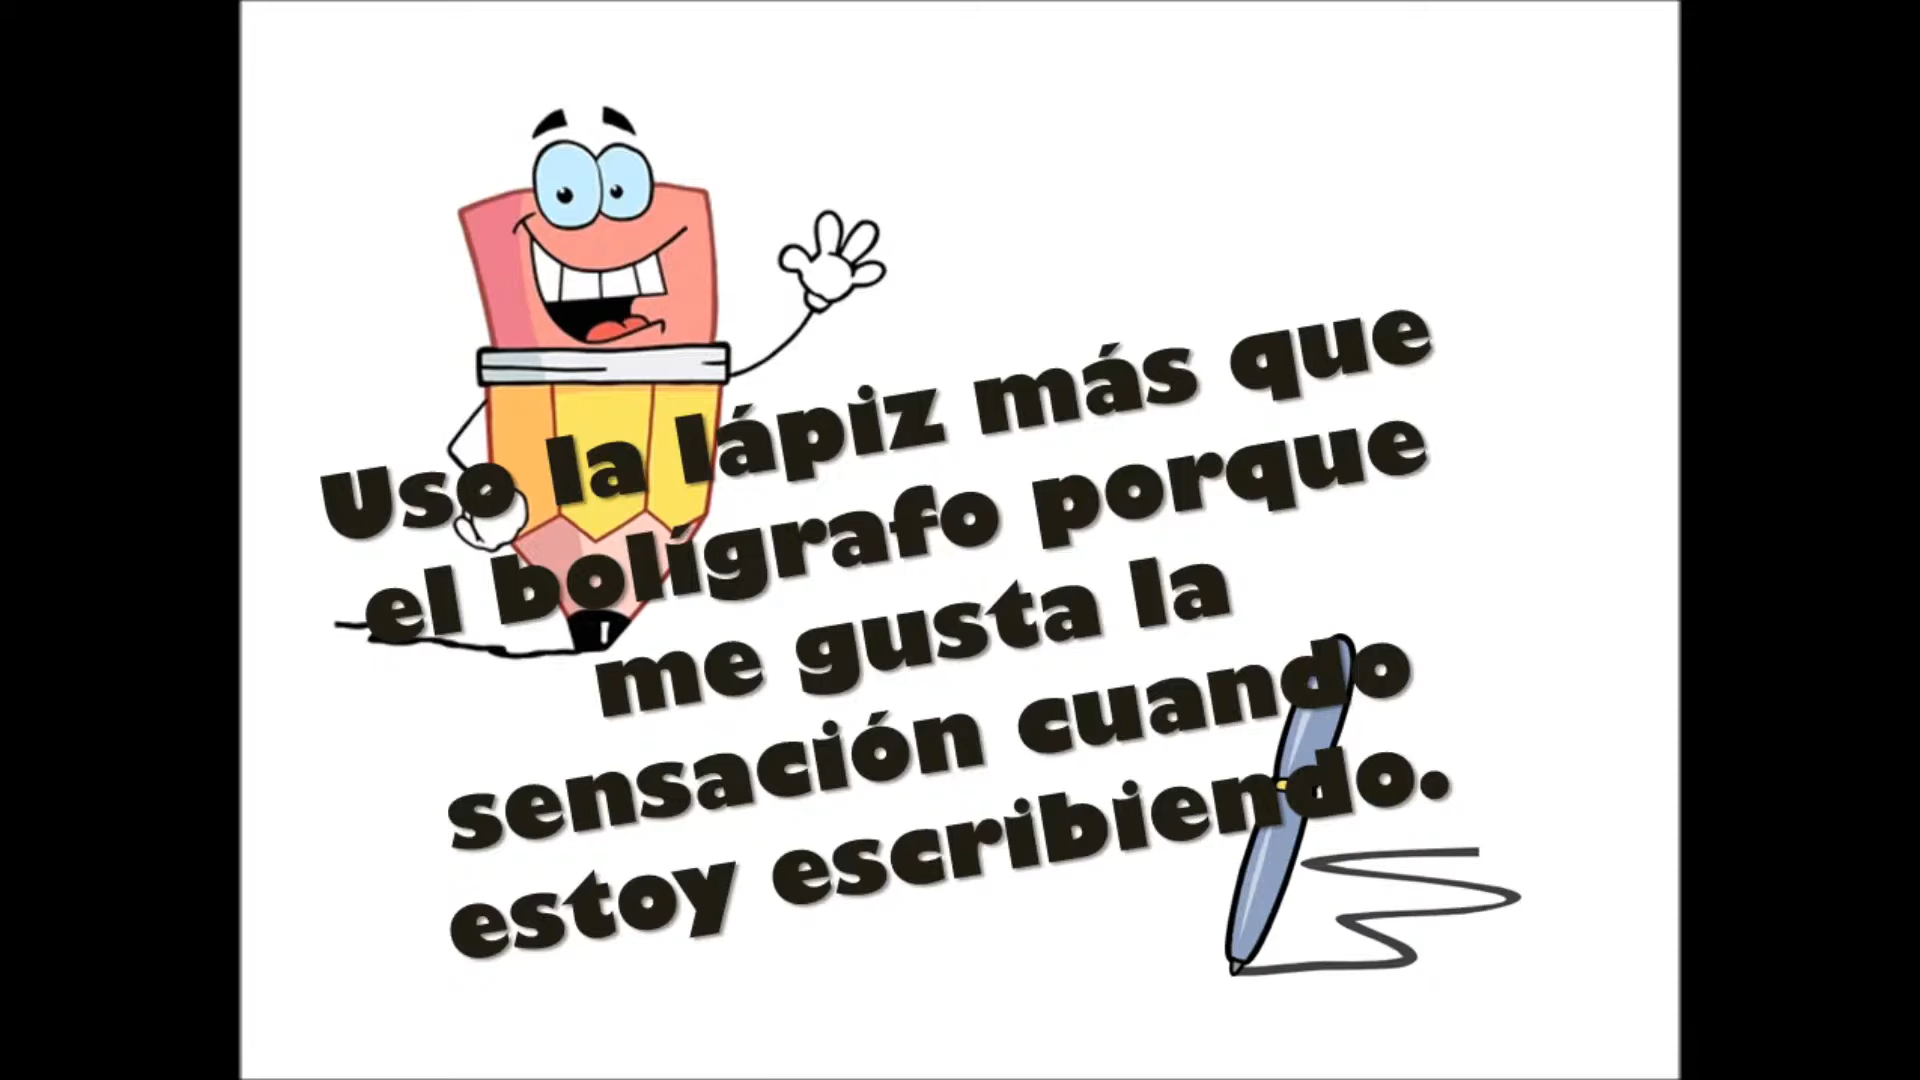 Uso la lápiz más que
el bolígrafo porque
me gusta la
sensación cuando
estoy escribiendo.